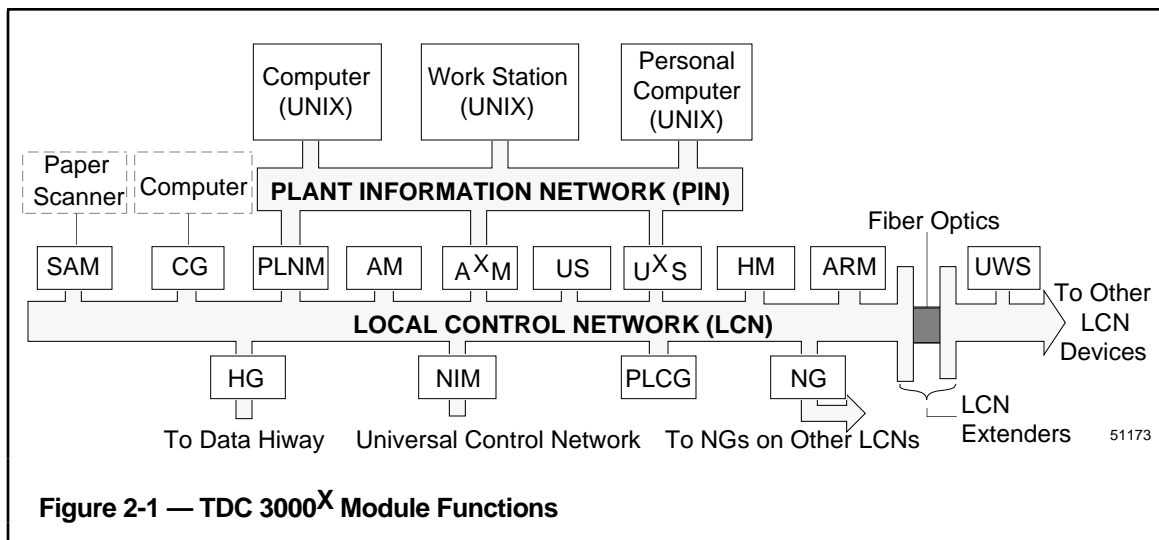 Computer
(UNIX)
Work Station
(UNIX)
Personal
Computer
(UNIX)
Paper
Scanner
Computer
PLANT INFORMATION NETWORK (PIN)
Fiber Optics
SAM
CG
PLNM
AM
AXM
US
UXS
HM
ARM
UWS
To Other
LCN
Devices
LOCAL CONTROL NETWORK (LCN)
HG
NIM
PLCG
NG
To Data Hiway
Universal Control Network
To NGs on Other LCNs
LCN
Extenders
51173
Figure 2-1 — TDC 3000X Module Functions